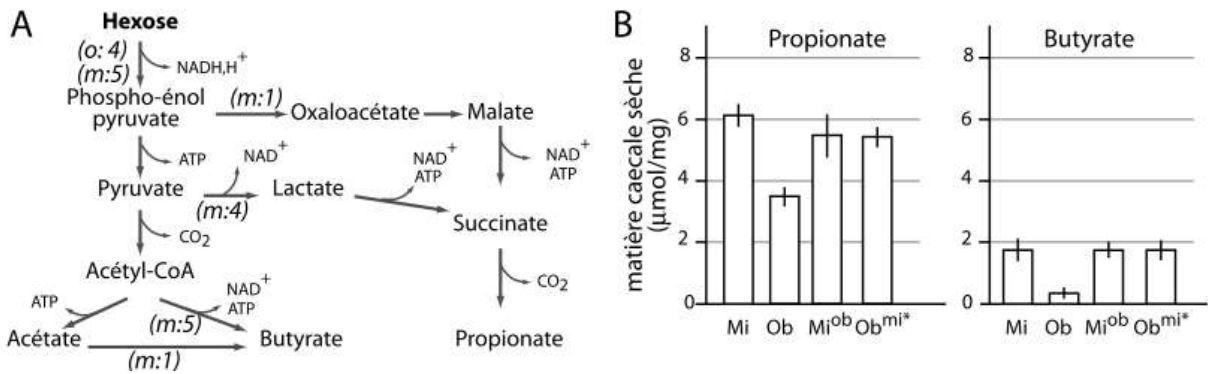 A
Hexose
(o: 4)
(m:5)
NADH,H+
Phospho-énol
pyruvate
(m:1)
Oxaloacétate
Malate
ATP
NAD+
NAD+
ATP
NAD+
ATP
Pyruvate
(m:4)
Lactate
Succinate
CO2
Acétyl-CoA
CO2
ATP
NAD+
ATP
(m:5)
Acétate
(m:1)
Butyrate
Propionate
B
Propionate
matière caecale sèche
(µmol/mg)
8
6
4
2
0
Mi Ob Miob Obmi*
Butyrate
8
6
4
2
0
Mi Ob Miob Obmi*